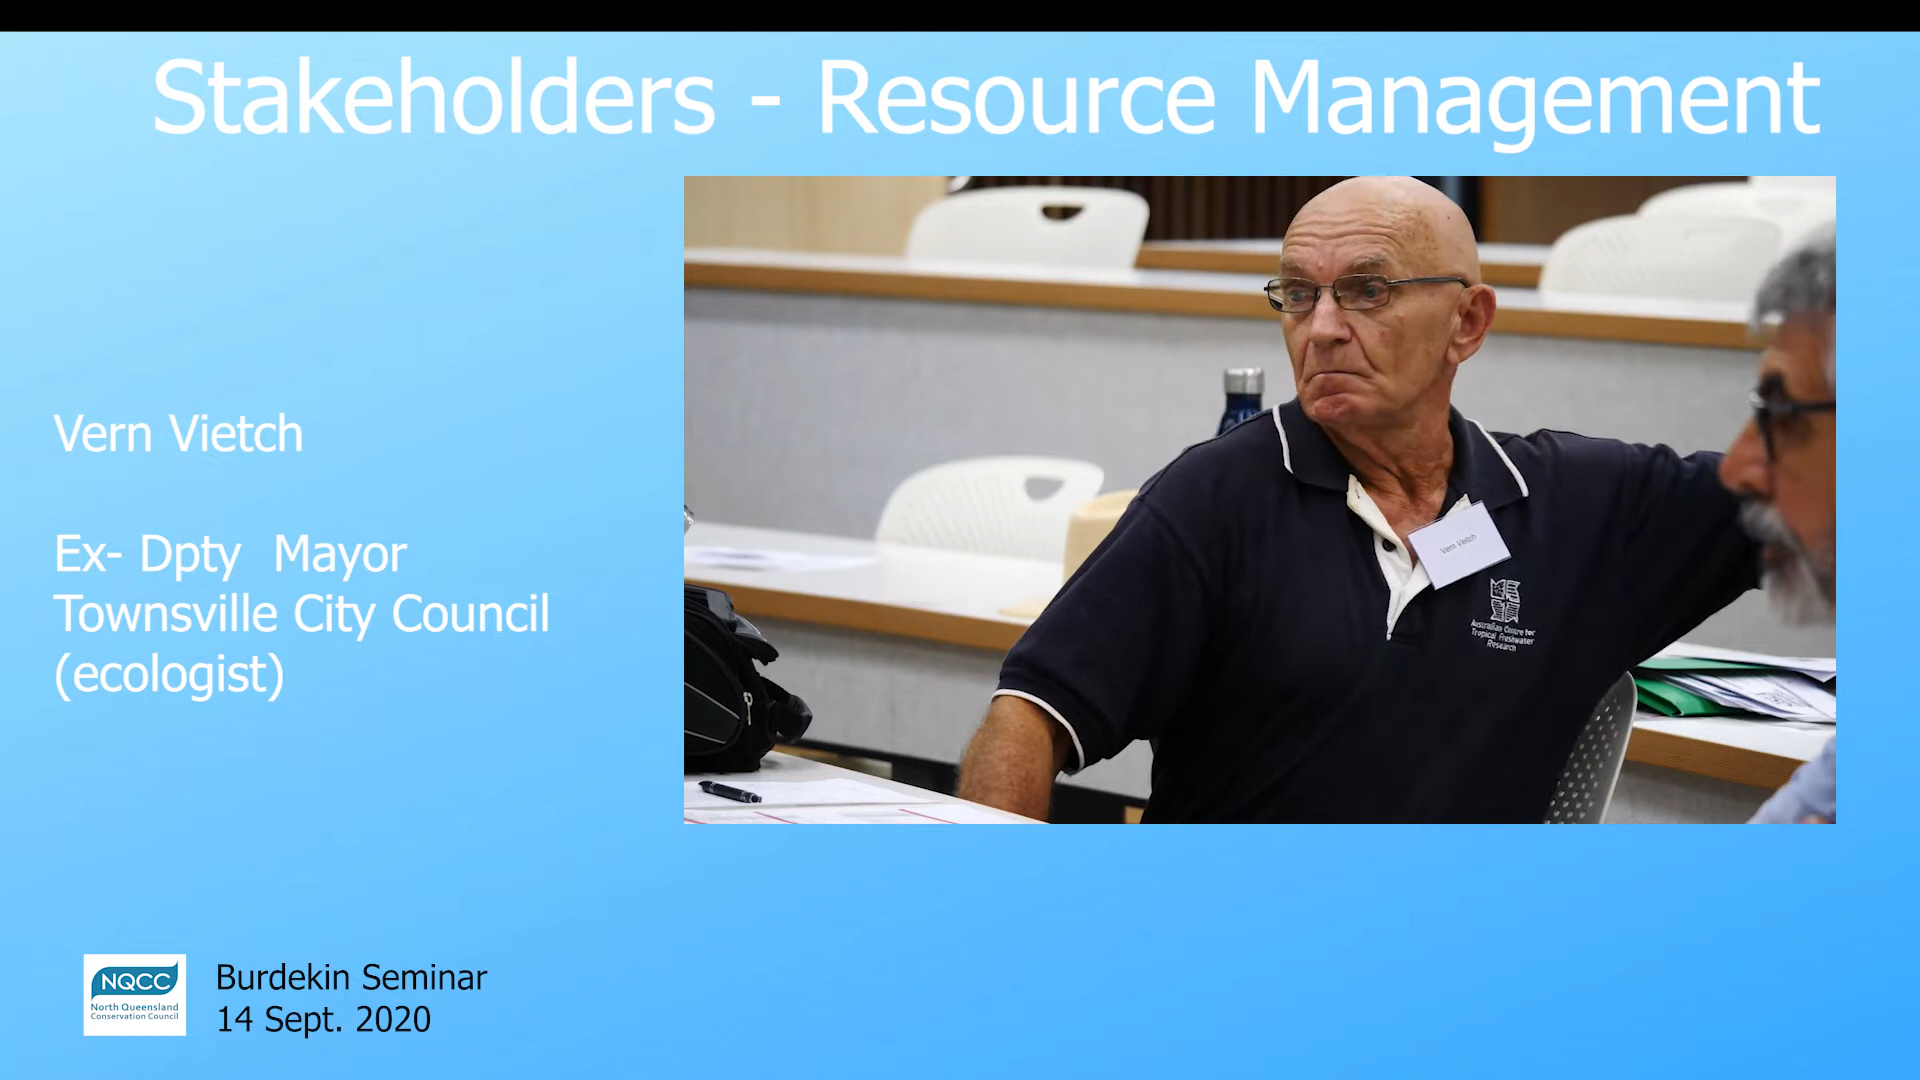 Stakeholders - Resource Management
Vern Vietch
Ex- Dpty Mayor
Townsville City Council
(ecologist)
Vern Veitch
Australian Centre for
Tropical Freshwater
Research
NQCC
North Queensland
Conservation Council
Burdekin Seminar
14 Sept. 2020